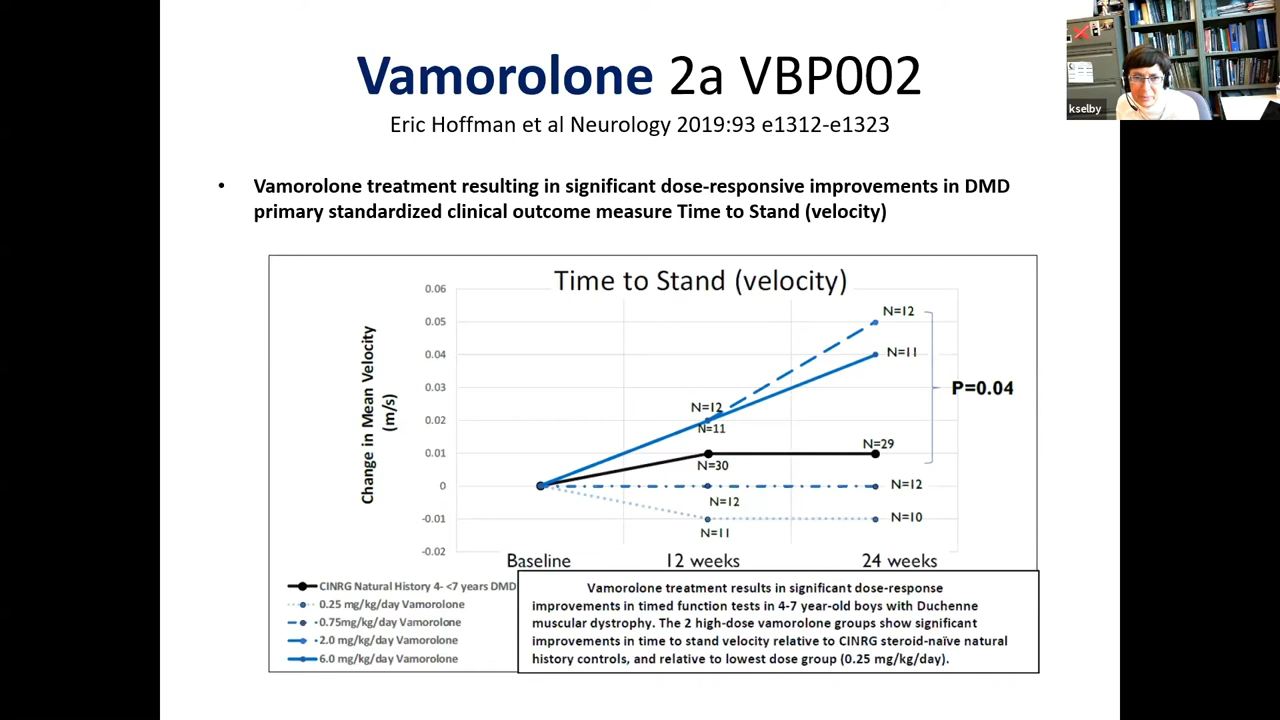 Vamorolone 2a VBP002
Eric Hoffman et al Neurology 2019:93 e1312-e1323
kselby
• Vamorolone treatment resulting in significant dose-responsive improvements in DMD
primary standardized clinical outcome measure Time to Stand (velocity)
Time to Stand (velocity)
Change in Mean Velocity
(m/s)
0.06
0.05
0.04
0.03
0.02
0.01
0
-0.01
-0.02
N=12
N=11
P=0.04
N=12
N=11
N=29
N=30
N=12
N=12
N=10
N=11
Baseline 12 weeks 24 weeks
CINRG Natural History 4- <7 years DMD
0.25 mg/kg/day Vamorolone
0.75mg/kg/day Vamorolone
2.0 mg/kg/day Vamorolone
6.0 mg/kg/day Vamorolone
Vamorolone treatment results in significant dose-response
improvements in timed function tests in 4-7 year-old boys with Duchenne
muscular dystrophy. The 2 high-dose vamorolone groups show significant
improvements in time to stand velocity relative to CINRG steroid-naïve natural
history controls, and relative to lowest dose group (0.25 mg/kg/day).